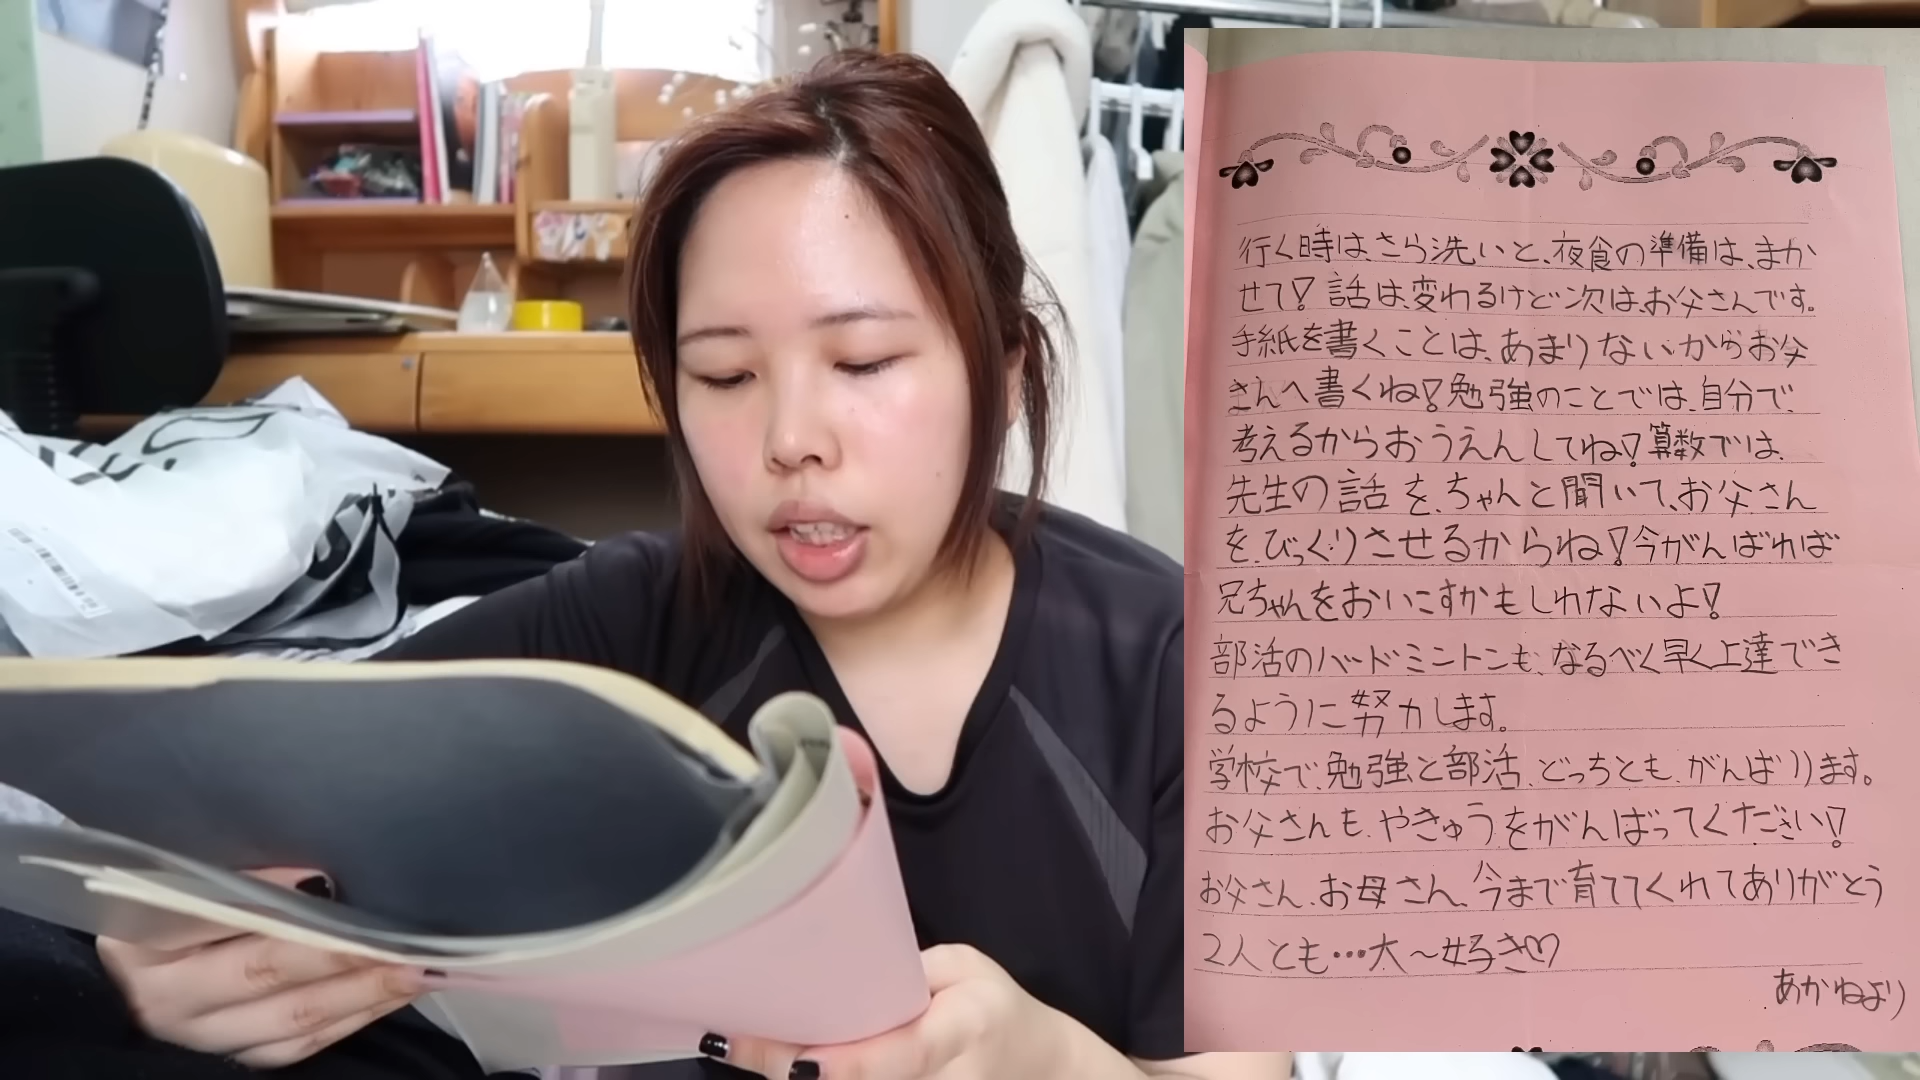 行く時は、さら洗いと、夜食の準備は、まか
せて!話は、変わるけど次は、お父さんです。
手紙を書くことは、あまりないからお父
さんへ書くね!勉強のことでは、自分で、
考えるからおうえんしてね!算数では、
先生の話を、ちゃんと聞いて、お父さん
を、びっくりさせるからね!今がんばれば
兄ちゃんをおいこすかもしれないよ!
部活のバドミントンも、なるべく早く上達でき
るように努力します。
学校で、勉強と部活、どっちとも、がんばります。
お父さんも、やきゅうをがんばってください!
お父さん、お母さん、今まで育ててくれてありがとう
2人とも…大〜好き♡
あかねより